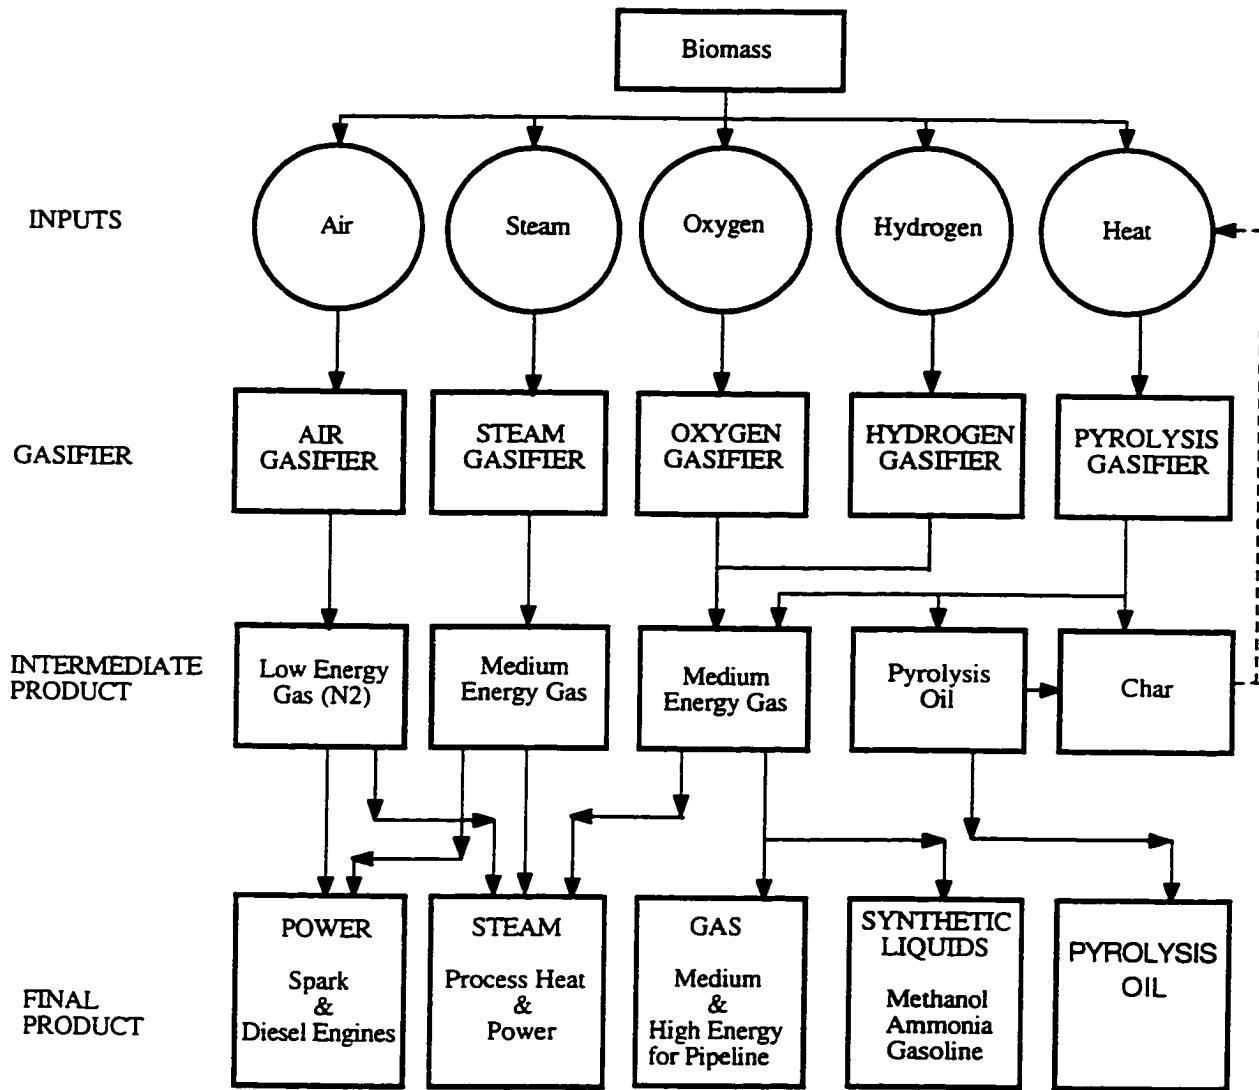 Biomass
INPUTS
Air
Steam
Oxygen
Hydrogen
Heat
GASIFIER
AIR
GASIFIER
STEAM
GASIFIER
OXYGEN
GASIFIER
HYDROGEN
GASIFIER
PYROLYSIS
GASIFIER
INTERMEDIATE
PRODUCT
Low Energy
Gas (N2)
Medium
Energy Gas
Medium
Energy Gas
Pyrolysis
Oil
Char
FINAL
PRODUCT
POWER
Spark
&
Diesel Engines
STEAM
Process Heat
&
Power
GAS
Medium
&
High Energy
for Pipeline
SYNTHETIC
LIQUIDS
Methanol
Ammonia
Gasoline
PYROLYSIS
OIL